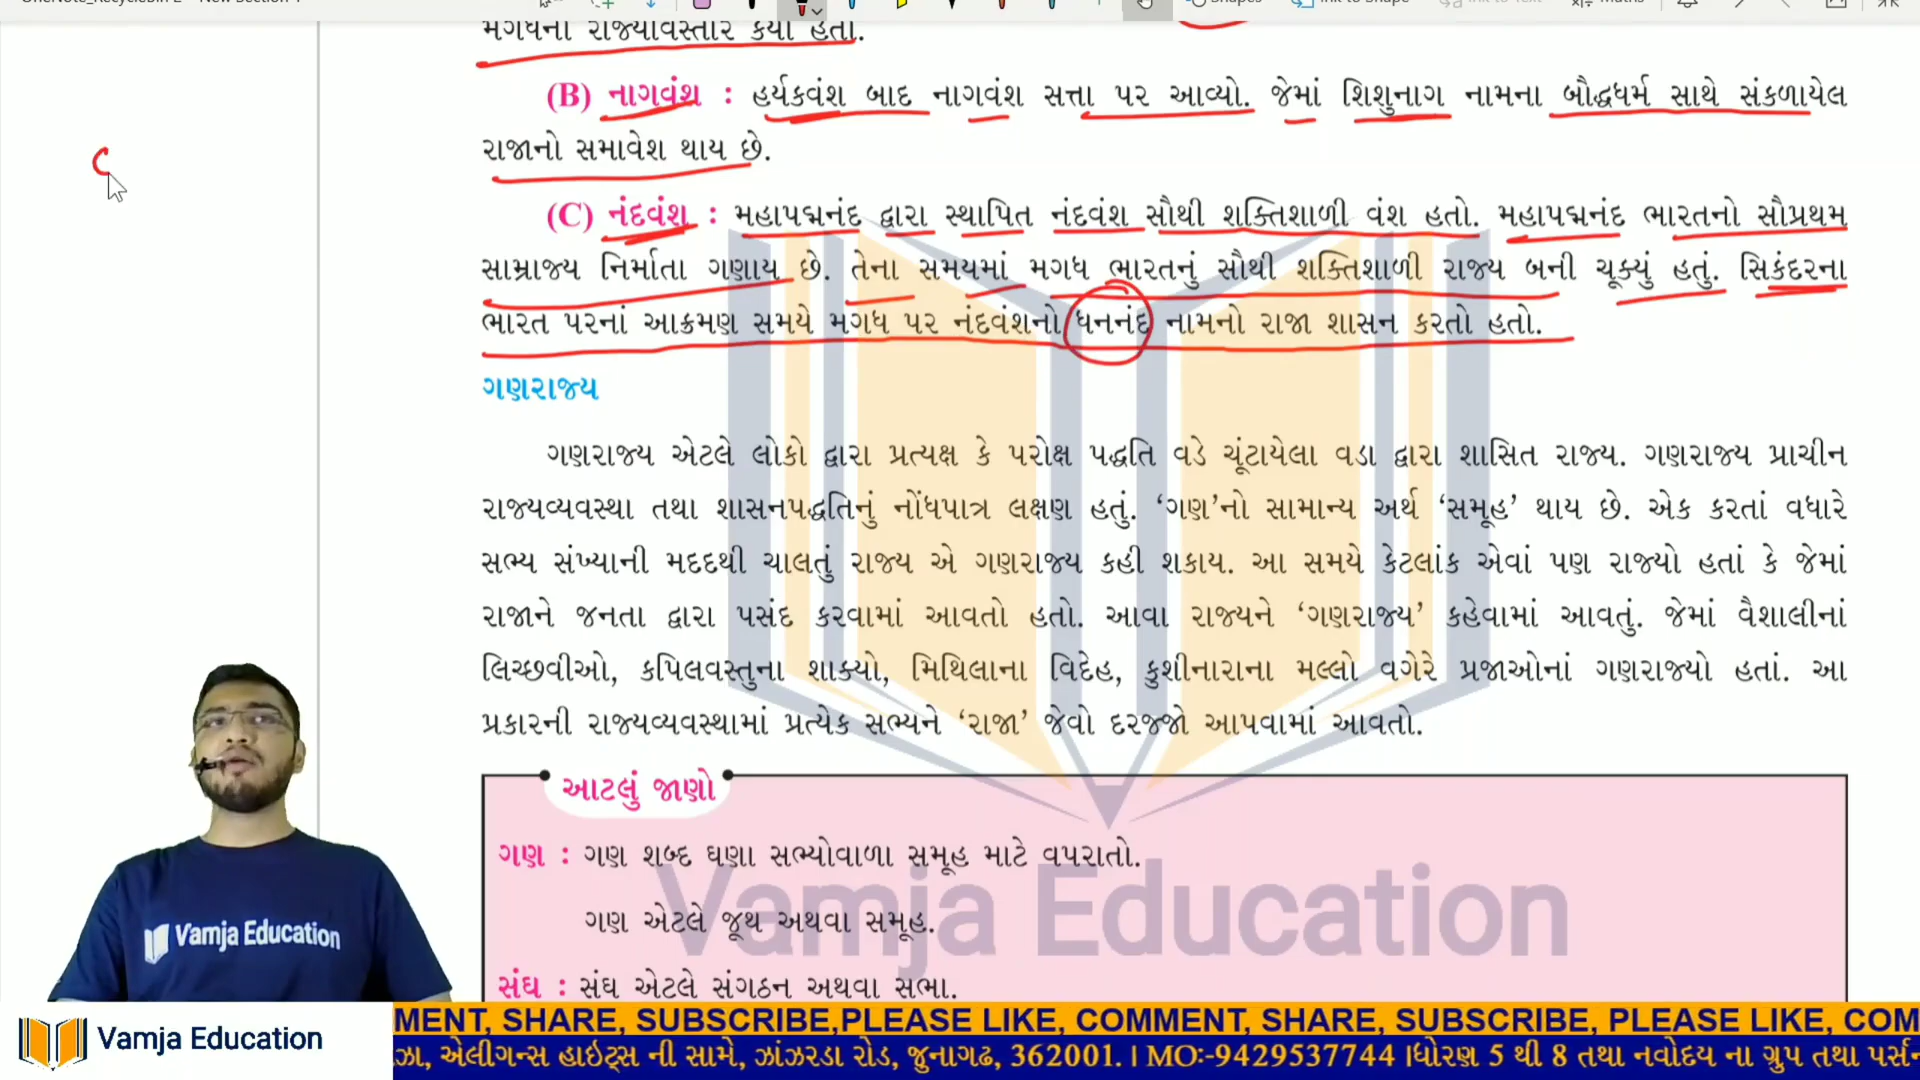 મગધનો રાજ્યવિસ્તાર કર્યો હતો.
(B) નાગવંશ : હર્યકવંશ બાદ નાગવંશ સત્તા પર આવ્યો. જેમાં શિશુનાગ નામના બૌદ્ધધર્મ સાથે સંકળાયેલ
રાજાનો સમાવેશ થાય છે.
(C) નંદવંશ : મહાપદ્મનંદ દ્વારા સ્થાપિત નંદવંશ સૌથી શક્તિશાળી વંશ હતો. મહાપદ્મનંદ ભારતનો સૌપ્રથમ
સામ્રાજ્ય નિર્માતા ગણાય છે. તેના સમયમાં મગધ ભારતનું સૌથી શક્તિશાળી રાજ્ય બની ચૂક્યું હતું. સિકંદરના
ભારત પરનાં આક્રમણ સમયે મગધ પર નંદવંશનો ધનનંદ નામનો રાજા શાસન કરતો હતો.
ગણરાજ્ય
ગણરાજ્ય એટલે લોકો દ્વારા પ્રત્યક્ષ કે પરોક્ષ પદ્ધતિ વડે ચૂંટાયેલા વડા દ્વારા શાસિત રાજ્ય. ગણરાજ્ય પ્રાચીન
રાજ્યવ્યવસ્થા તથા શાસનપદ્ધતિનું નોંધપાત્ર લક્ષણ હતું. ‘ગણ’નો સામાન્ય અર્થ ‘સમૂહ’ થાય છે. એક કરતાં વધારે
સભ્ય સંખ્યાની મદદથી ચાલતું રાજ્ય એ ગણરાજ્ય કહી શકાય. આ સમયે કેટલાંક એવાં પણ રાજ્યો હતાં કે જેમાં
રાજાને જનતા દ્વારા પસંદ કરવામાં આવતો હતો. આવા રાજ્યને ‘ગણરાજ્ય’ કહેવામાં આવતું. જેમાં વૈશાલીનાં
લિચ્છવીઓ, કપિલવસ્તુના શાક્યો, મિથિલાના વિદેહ, કુશીનારાના મલ્લો વગેરે પ્રજાઓનાં ગણરાજ્યો હતાં. આ
પ્રકારની રાજ્યવ્યવસ્થામાં પ્રત્યેક સભ્યને ‘રાજા’ જેવો દરજ્જો આપવામાં આવતો.
આટલું જાણો
ગણ : ગણ શબ્દ ઘણા સભ્યોવાળા સમૂહ માટે વપરાતો.
ગણ એટલે જૂથ અથવા સમૂહ.
સંઘ : સંઘ એટલે સંગઠન અથવા સભા.
Vamja Education
Vamja Education
Vamja Education
MENT, SHARE, SUBSCRIBE,PLEASE LIKE, COMMENT, SHARE, SUBSCRIBE, PLEASE LIKE, COM
ઝા, એલીગન્સ હાઇટ્સ ની સામે, ઝાંઝરડા રોડ, જુનાગઢ, 362001. | MO:-9429537744 |ધોરણ 5 થી 8 તથા નવોદય ના ગ્રુપ તથા